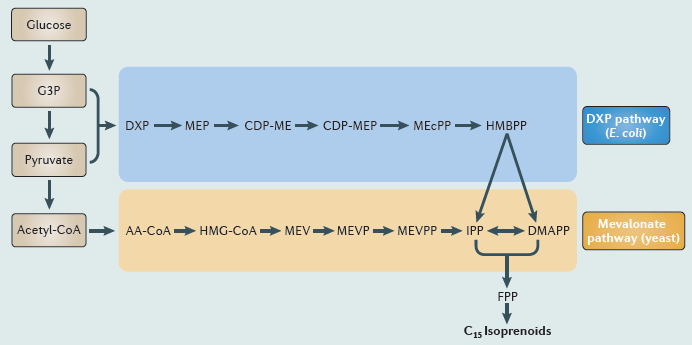 Glucose
G3P
Pyruvate
Acetyl-CoA
DXP MEP CDP-ME CDP-MEP MEcPP HMBPP
DXP pathway
(E. coli)
AA-CoA HMG-CoA MEV MEVP MEVPP IPP DMAPP
Mevalonate
pathway (yeast)
FPP
C₁₅ Isoprenoids